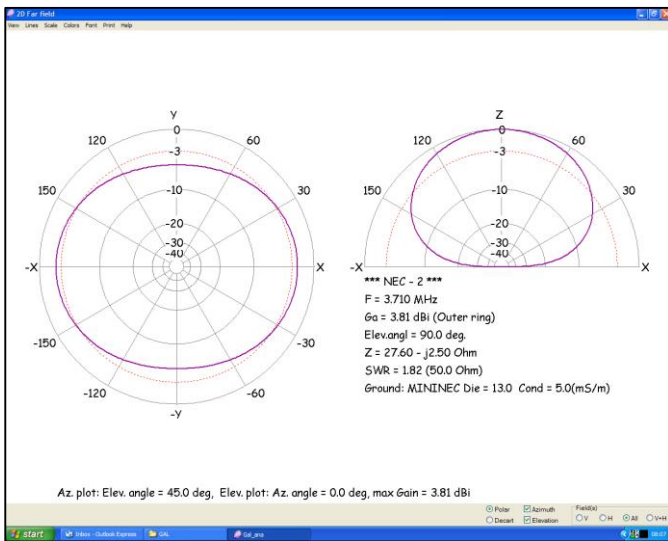 2D Far field
View Lines Scale Colors Font Print Help
Y
0
-3
-10
-20
-30
-40
120
60
150
30
-X
X
-150
-30
-120
-60
-Y
Z
0
-3
-10
-20
-30
-40
120
60
150
30
-X
X
*** NEC - 2 ***
F = 3.710 MHz
Ga = 3.81 dBi (Outer ring)
Elev.angl = 90.0 deg.
Z = 27.60 - j2.50 Ohm
SWR = 1.82 (50.0 Ohm)
Ground: MININEC Die = 13.0 Cond = 5.0(mS/m)
Az. plot: Elev. angle = 45.0 deg, Elev. plot: Az. angle = 0.0 deg, max Gain = 3.81 dBi
Polar Azimuth Field(s)
Decart Elevation V H All V+H
start Inbox - Outlook Express GAL Gal_ana